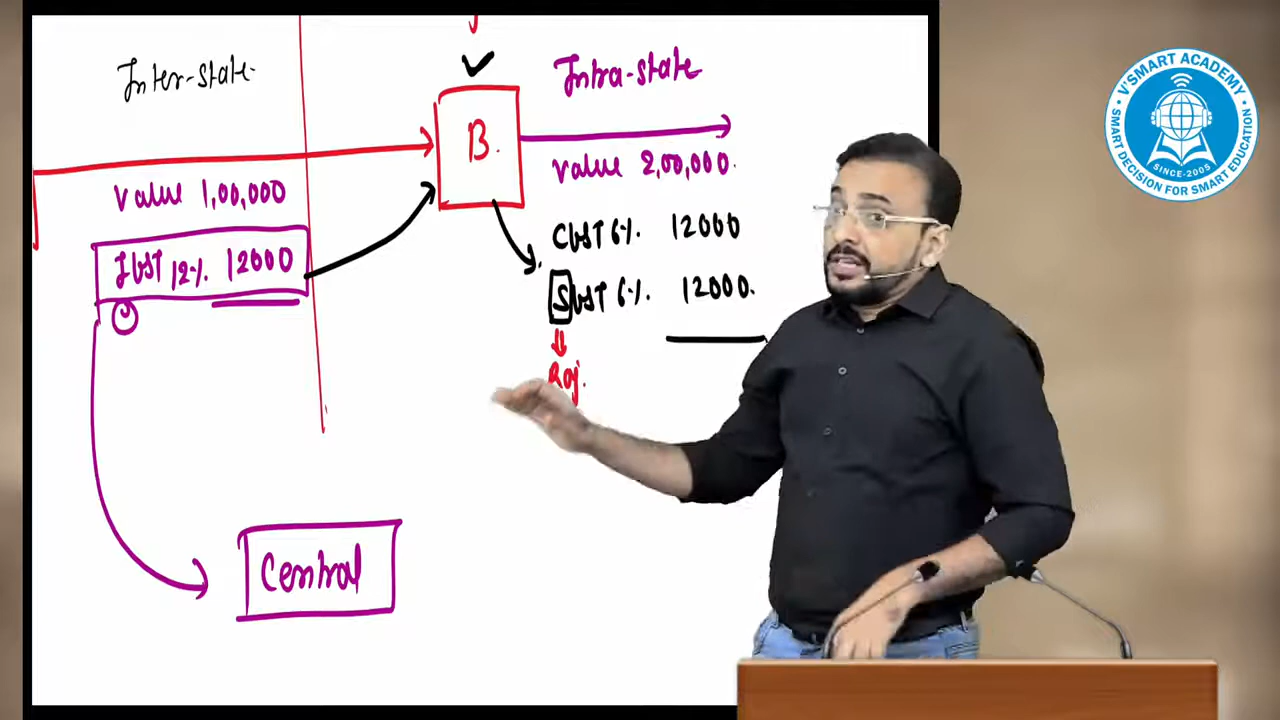 Inter-state
Value 1,00,000
IGST 12% 12000
Central
B.
Intra-state
Value 2,00,000.
CGST 6% 12000
SGST 6% 12000.
Raj.
V'SMART ACADEMY
SINCE-2005
SMART DECISION FOR SMART EDUCATION